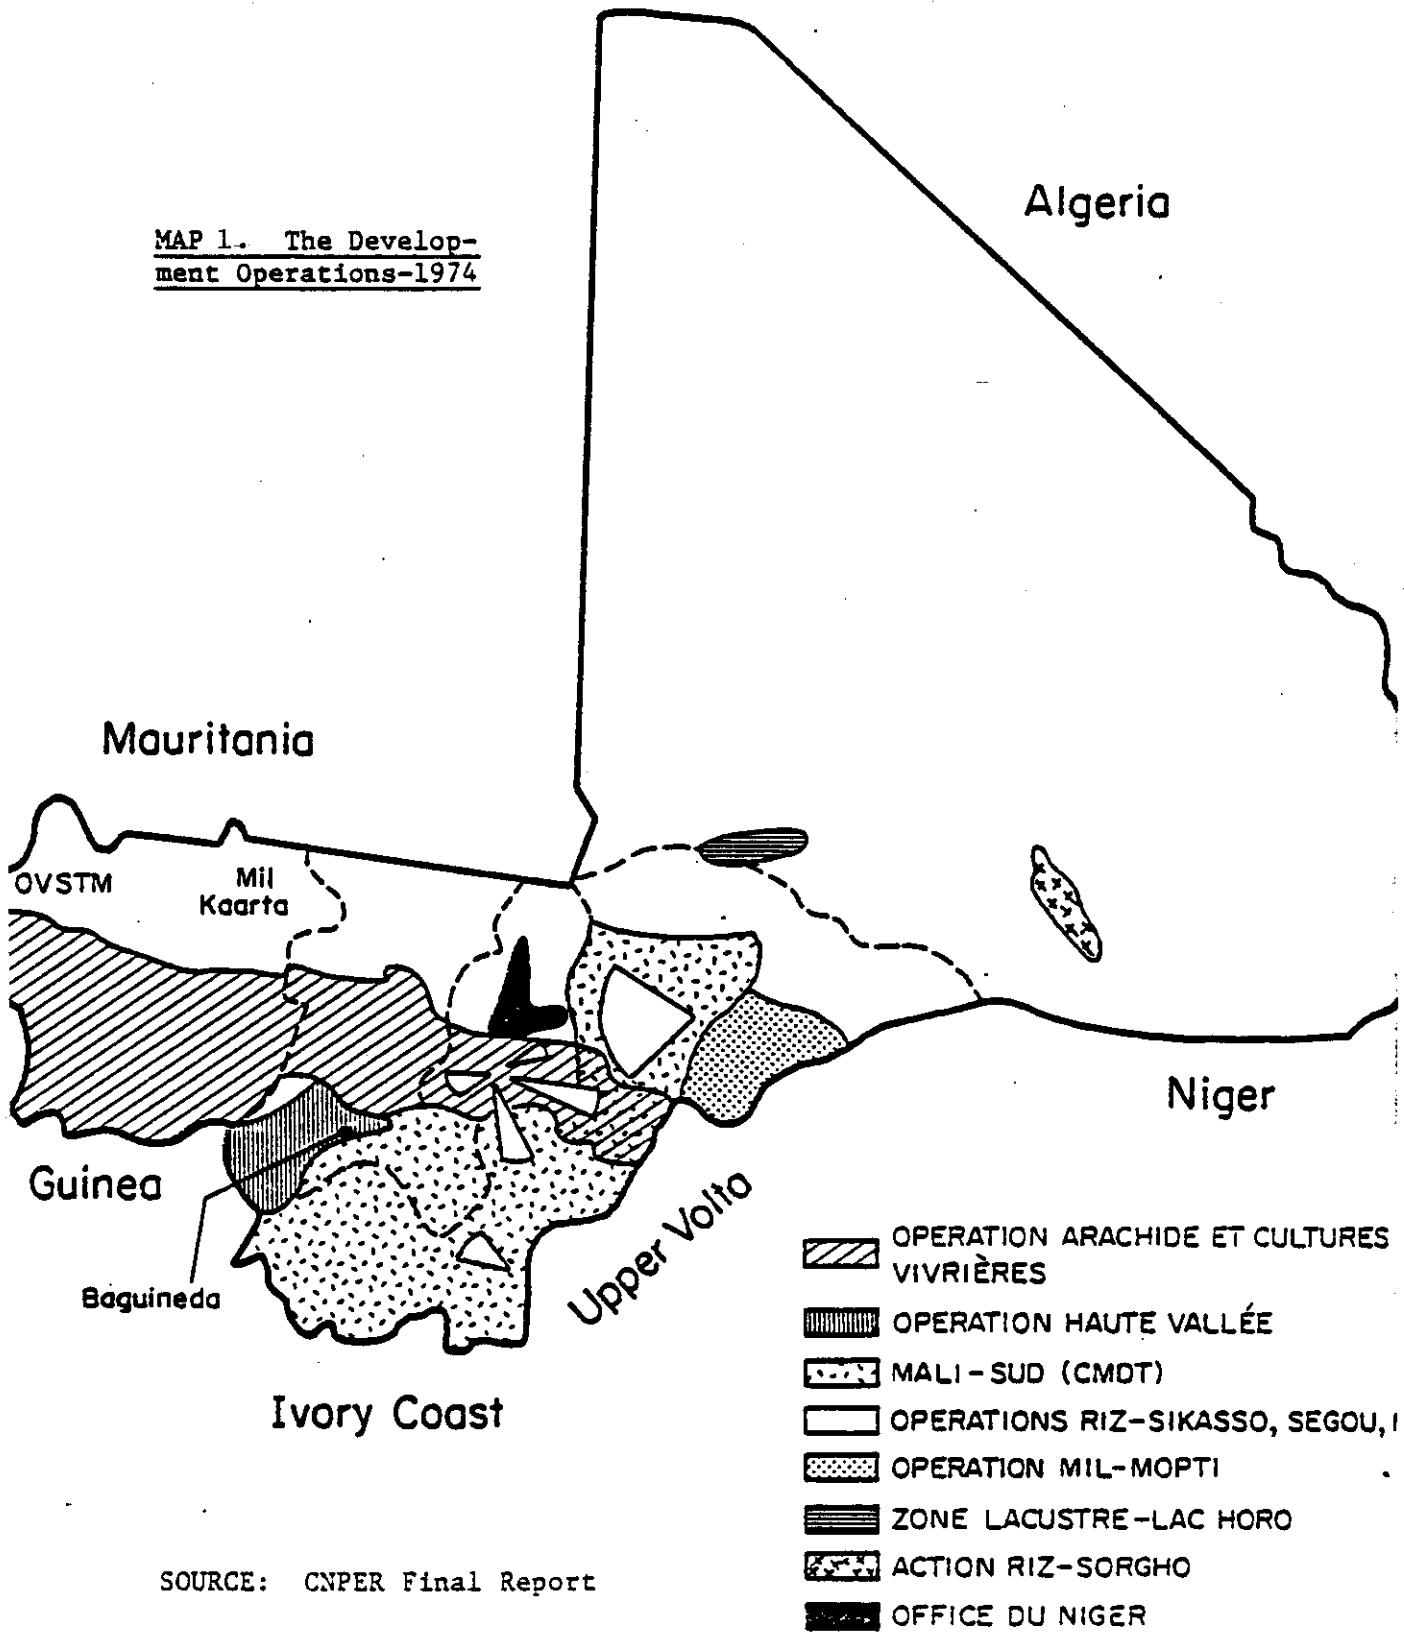 MAP 1. The Develop-
ment Operations-1974
Algeria
Mauritania
OVSTM
Mil
Kaarta
Niger
Guinea
Upper Volta
Baguineda
Ivory Coast
OPERATION ARACHIDE ET CULTURES
VIVRIÈRES
OPERATION HAUTE VALLÉE
MALI-SUD (CMDT)
OPERATIONS RIZ-SIKASSO, SEGOU,
OPERATION MIL-MOPTI
ZONE LACUSTRE-LAC HORO
ACTION RIZ-SORGHO
OFFICE DU NIGER
SOURCE: CNPER Final Report